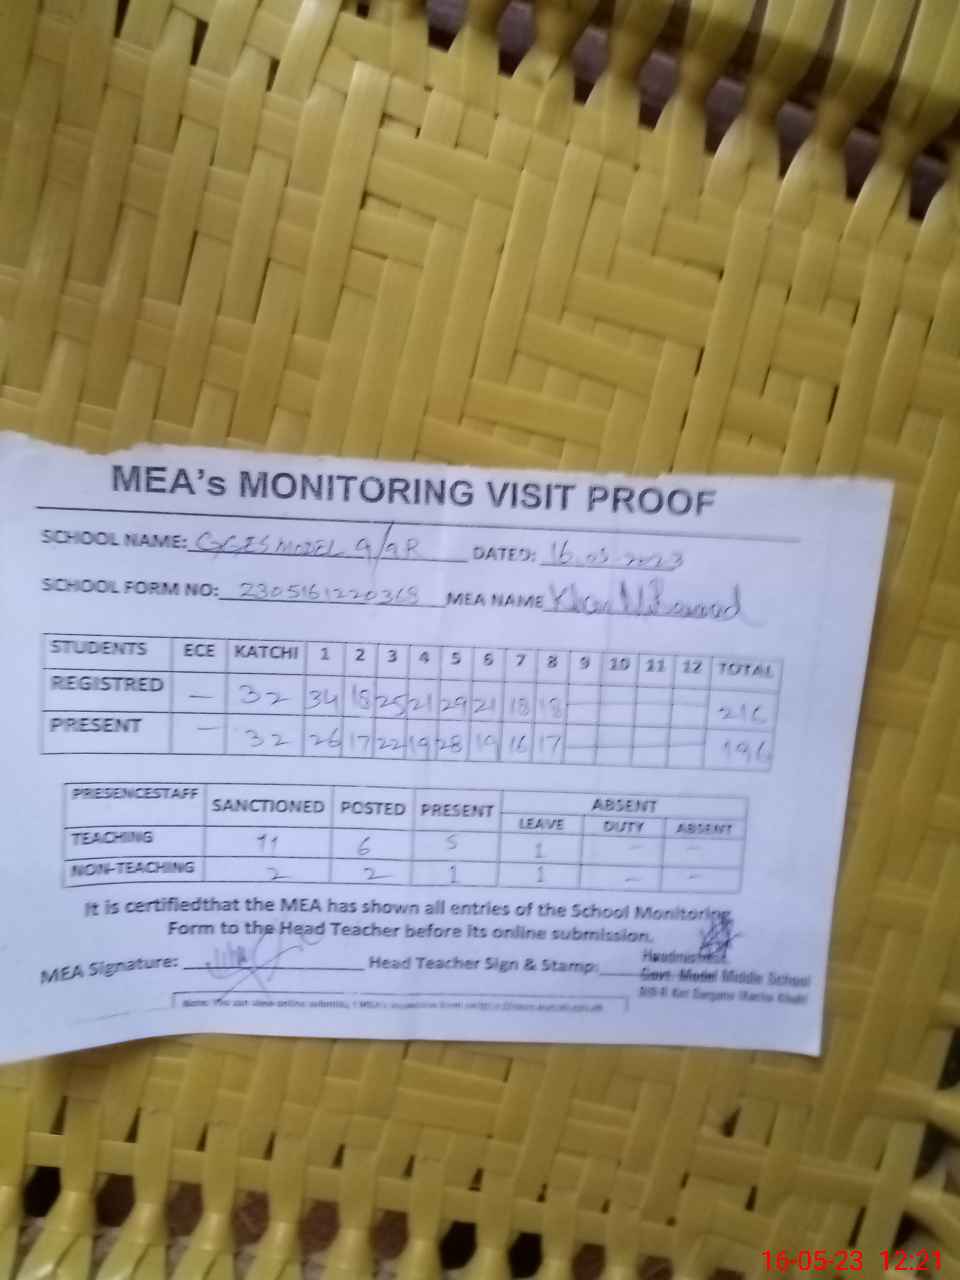 MEA's MONITORING VISIT PROOF
SCHOOL NAME: GGES MODEL 9/9R DATED: 16.05.2023
SCHOOL FORM NO: 2305161220368 MEA NAME Khan Muhammad
STUDENTS ECE KATCHI 1 2 3 4 5 6 7 8 9 10 11 12 TOTAL
REGISTRED — 32 34 18 25 21 29 21 18 18 216
PRESENT — 32 26 17 22 19 28 19 16 17 196
PRESENCESTAFF SANCTIONED POSTED PRESENT ABSENT
LEAVE DUTY ABSENT
TEACHING 11 6 5 1 – –
NON-TEACHING 2 2 1 1 – –
It is certifiedthat the MEA has shown all entries of the School Monitoring
Form to the Head Teacher before its online submission.
MEA Signature: Head Teacher Sign & Stamp:
Headmistress
Govt. Model Middle School
16-05-23 12:21